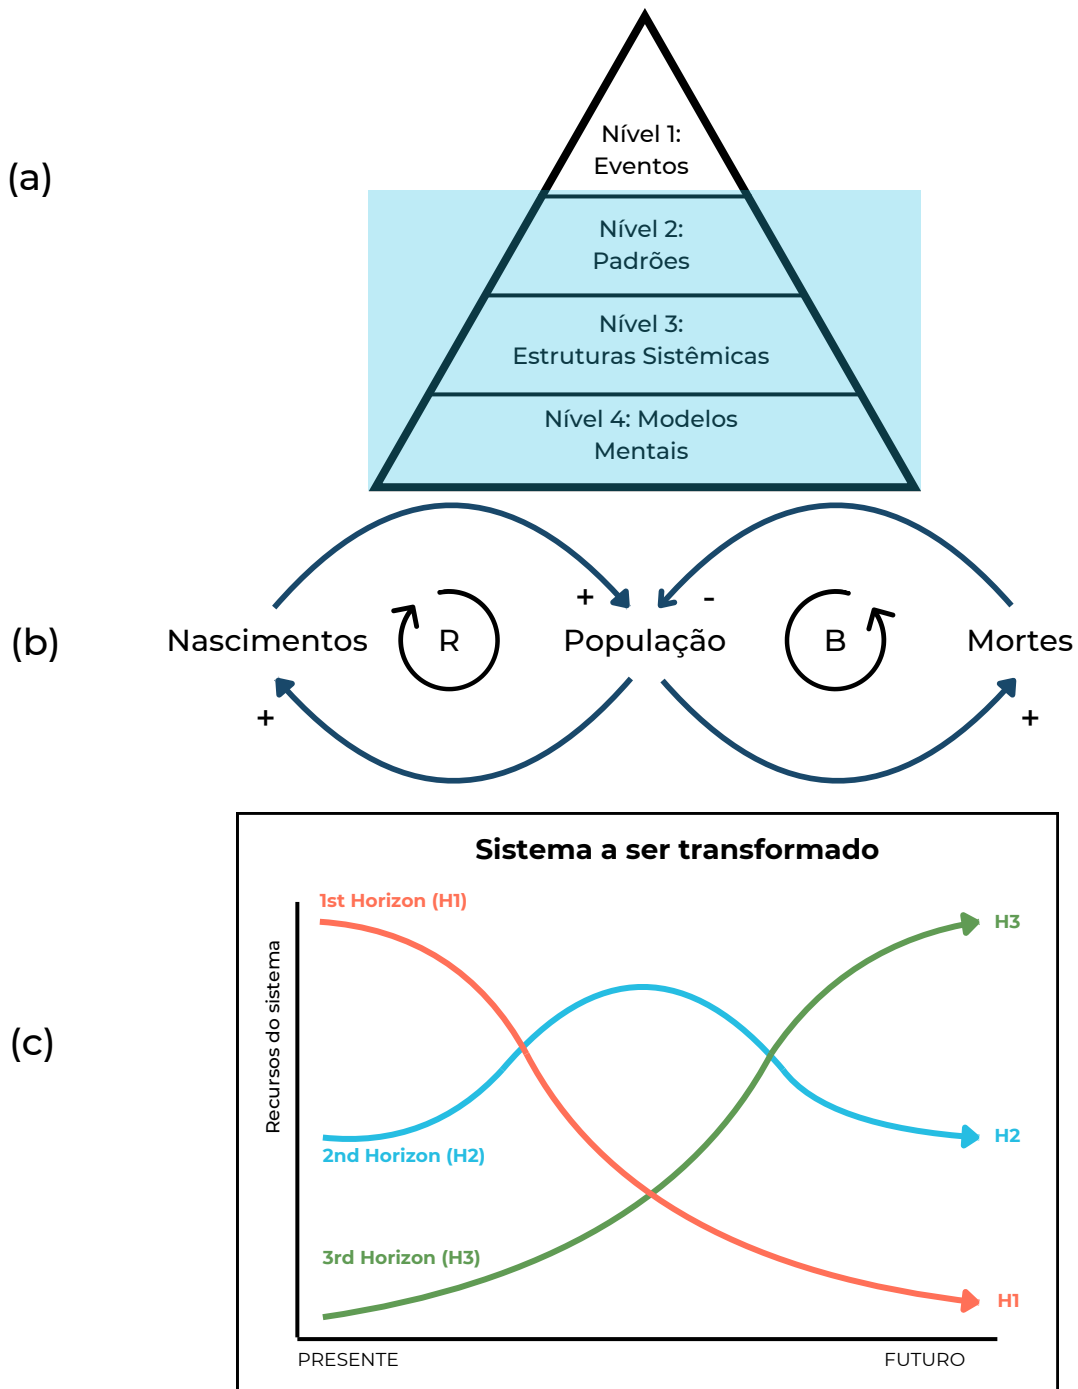 (a)
Nível 1:
Eventos
Nível 2:
Padrões
Nível 3:
Estruturas Sistêmicas
Nível 4: Modelos
Mentais
(b)
+
-
Nascimentos
R
População
B
Mortes
+
+
(c)
Sistema a ser transformado
1st Horizon (H1)
H3
Recursos do sistema
H2
2nd Horizon (H2)
3rd Horizon (H3)
H1
PRESENTE
FUTURO